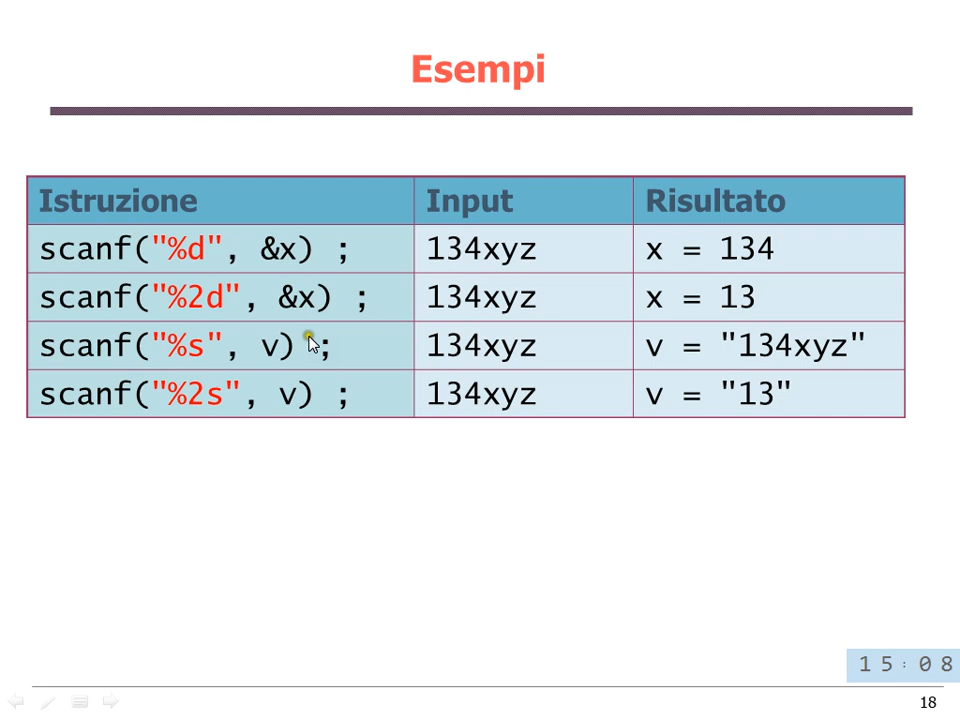 Esempi
Istruzione Input Risultato
scanf("%d", &x) ; 134xyz x = 134
scanf("%2d", &x) ; 134xyz x = 13
scanf("%s", v) ; 134xyz v = "134xyz"
scanf("%2s", v) ; 134xyz v = "13"
15:08
18